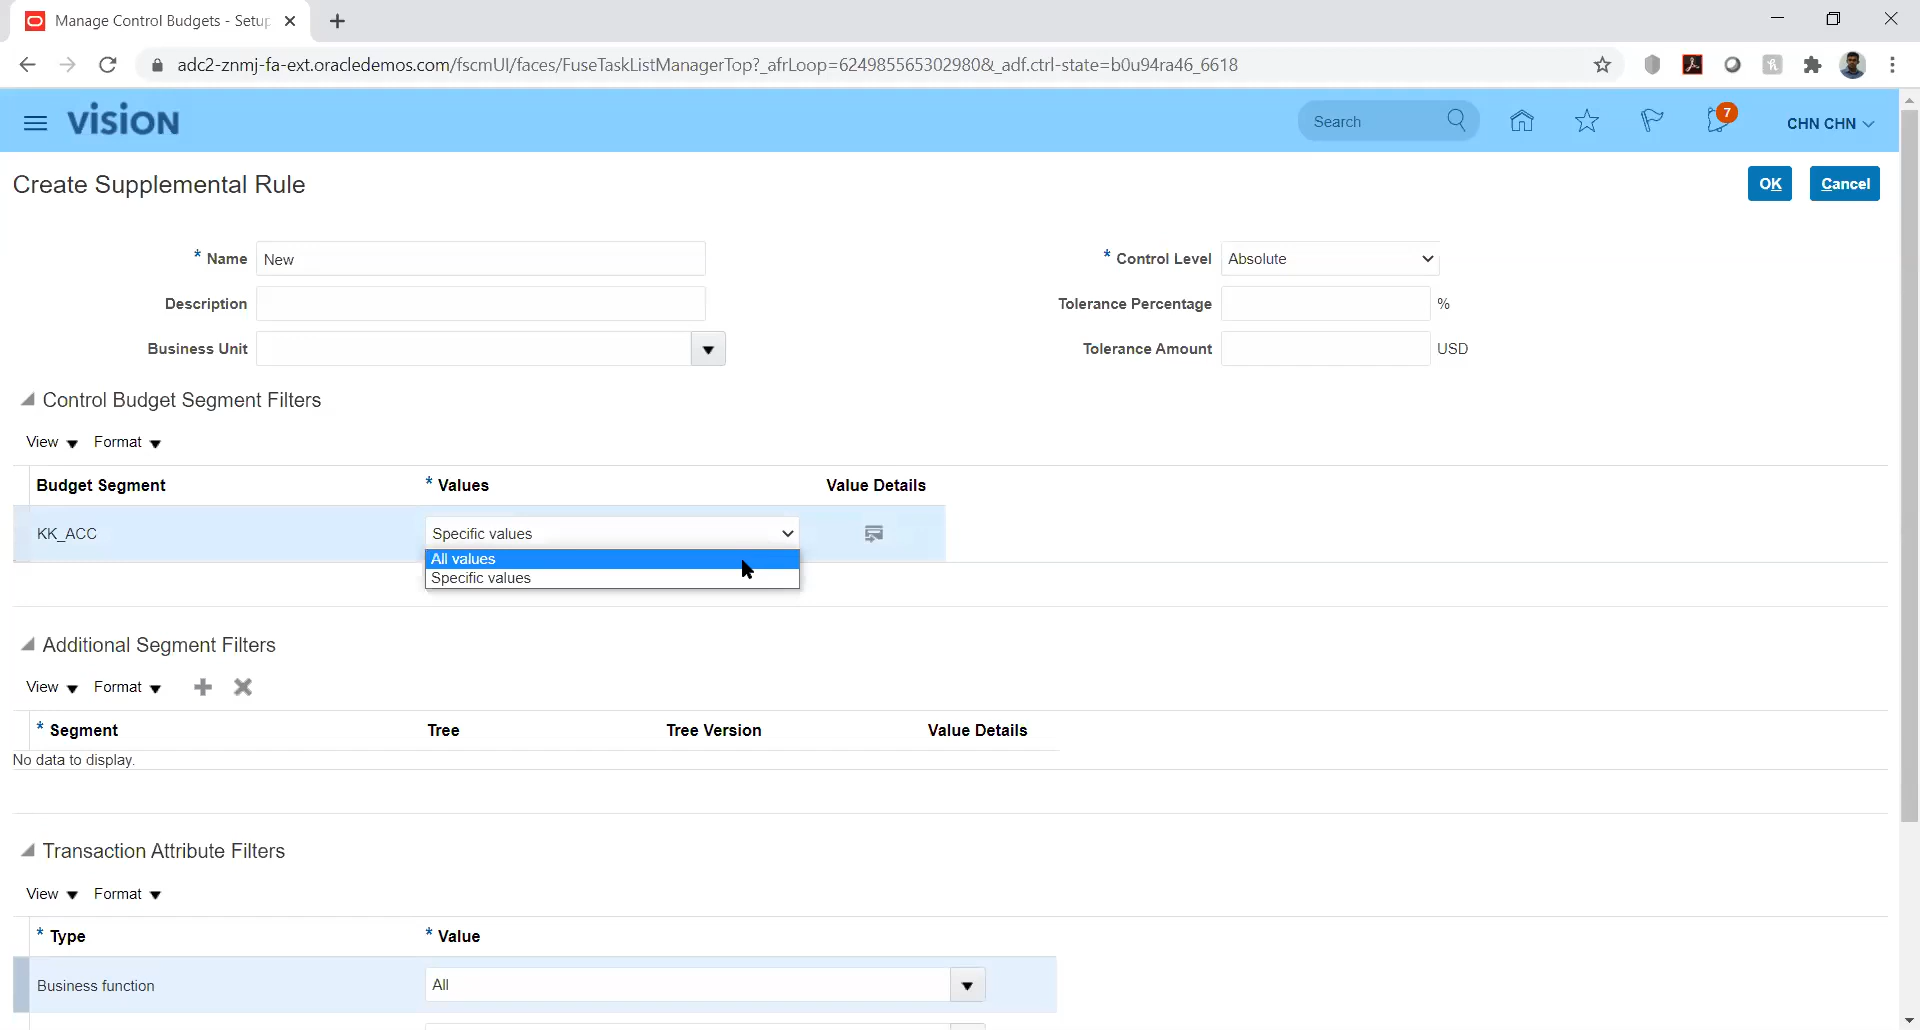 Manage Control Budgets - Setup
adc2-znmj-fa-ext.oracledemos.com/fscmUI/faces/FuseTaskListManagerTop?_afrLoop=62498556530298​0&_adf.ctrl-state=b0u94ra46_6618
VISION
Search
7
CHN CHN
Create Supplemental Rule
OK
Cancel
* Name
New
* Control Level
Absolute
Description
Tolerance Percentage
%
Business Unit
Tolerance Amount
USD
Control Budget Segment Filters
View
Format
Budget Segment
* Values
Value Details
KK_ACC
Specific values
All values
Specific values
Additional Segment Filters
View
Format
* Segment
Tree
Tree Version
Value Details
No data to display.
Transaction Attribute Filters
View
Format
* Type
* Value
Business function
All